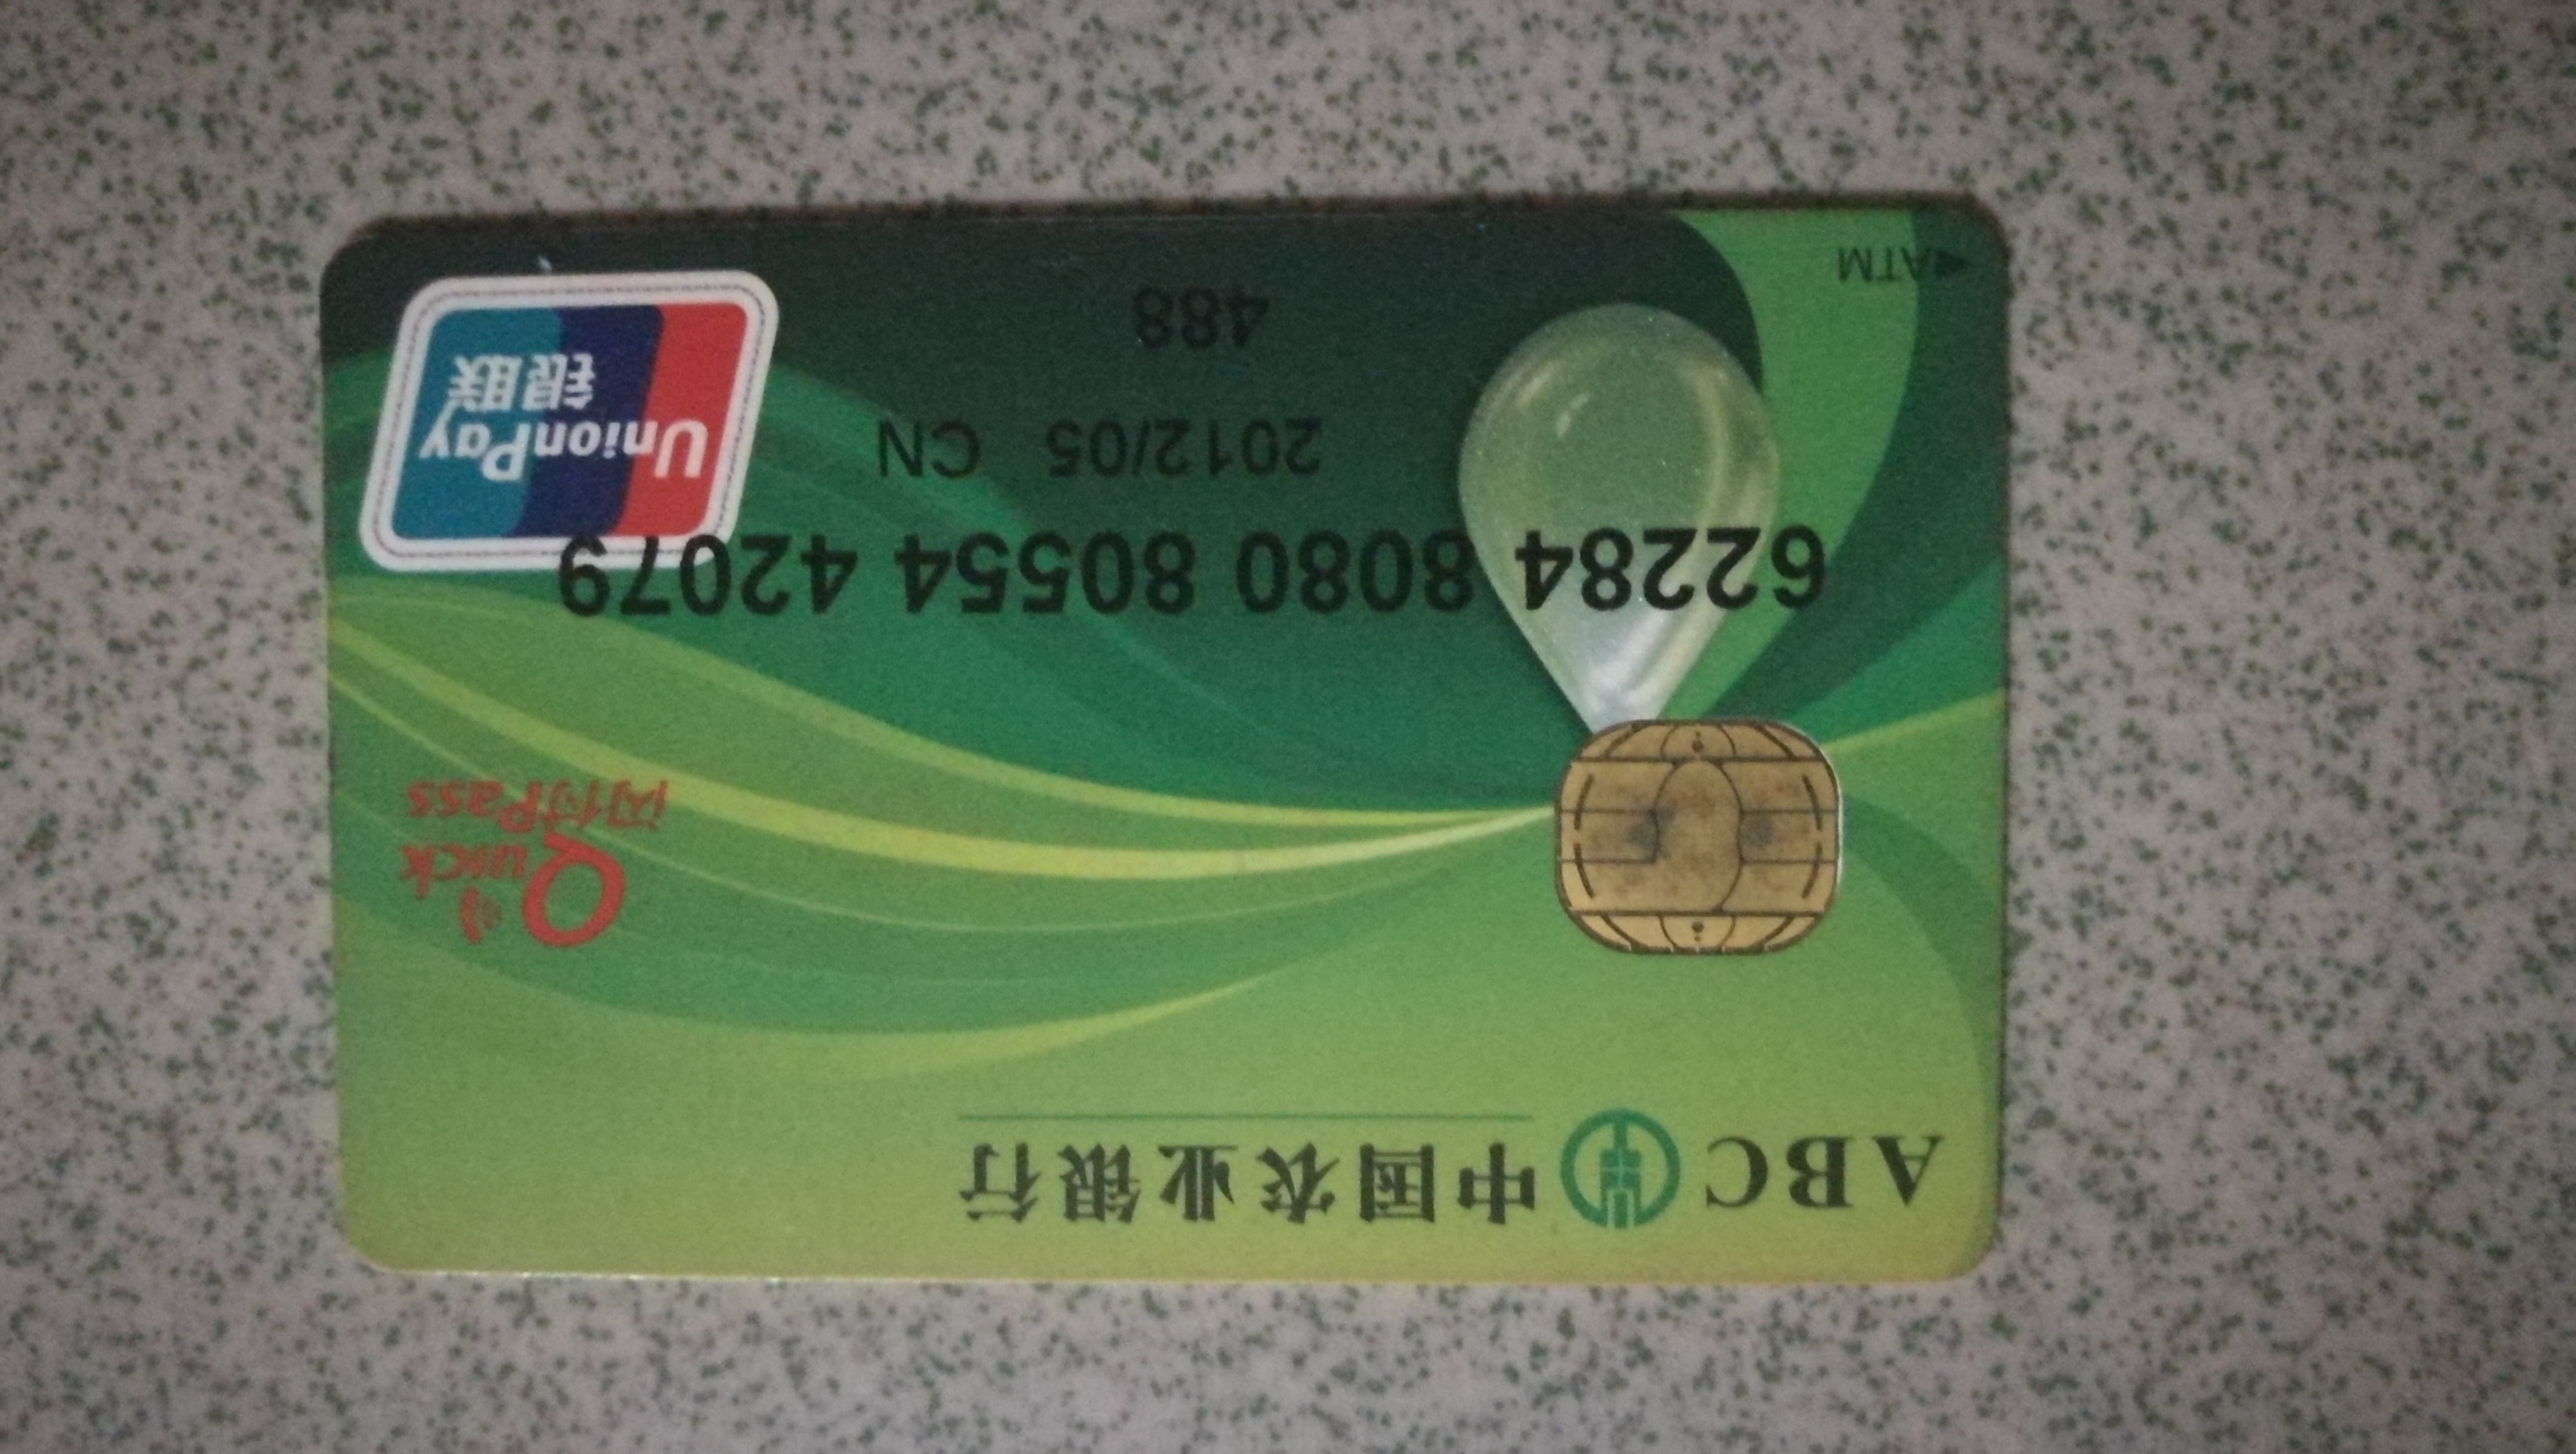 ABC 中国农业银行
Quick
闪付Pass
62284 8080 80554 42079
2012/05 CN
488
UnionPay
银联
◀ATM